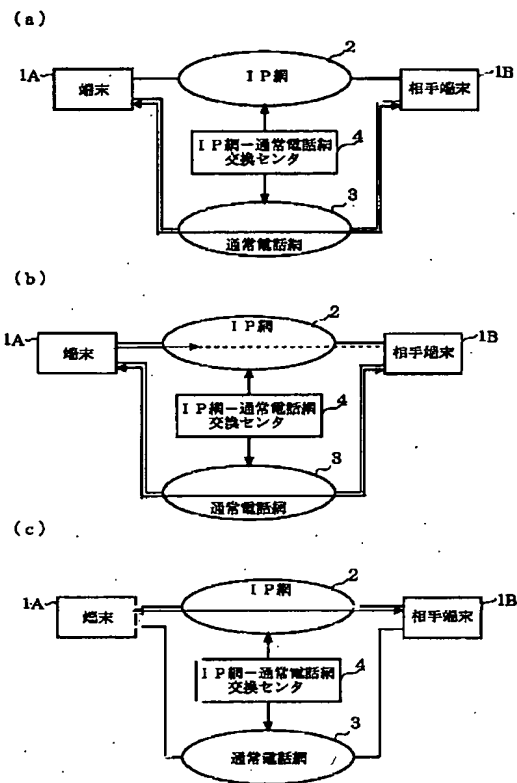 (a)
2
1A
IP網
1B
端末
相手端末
4
IP網－通常電話網
交換センタ
3
通常電話網
(b)
2
1A
IP網
1B
端末
相手端末
4
IP網－通常電話網
交換センタ
3
通常電話網
(c)
2
1A
IP網
1B
端末
相手端末
4
IP網－通常電話網
交換センタ
3
通常電話網